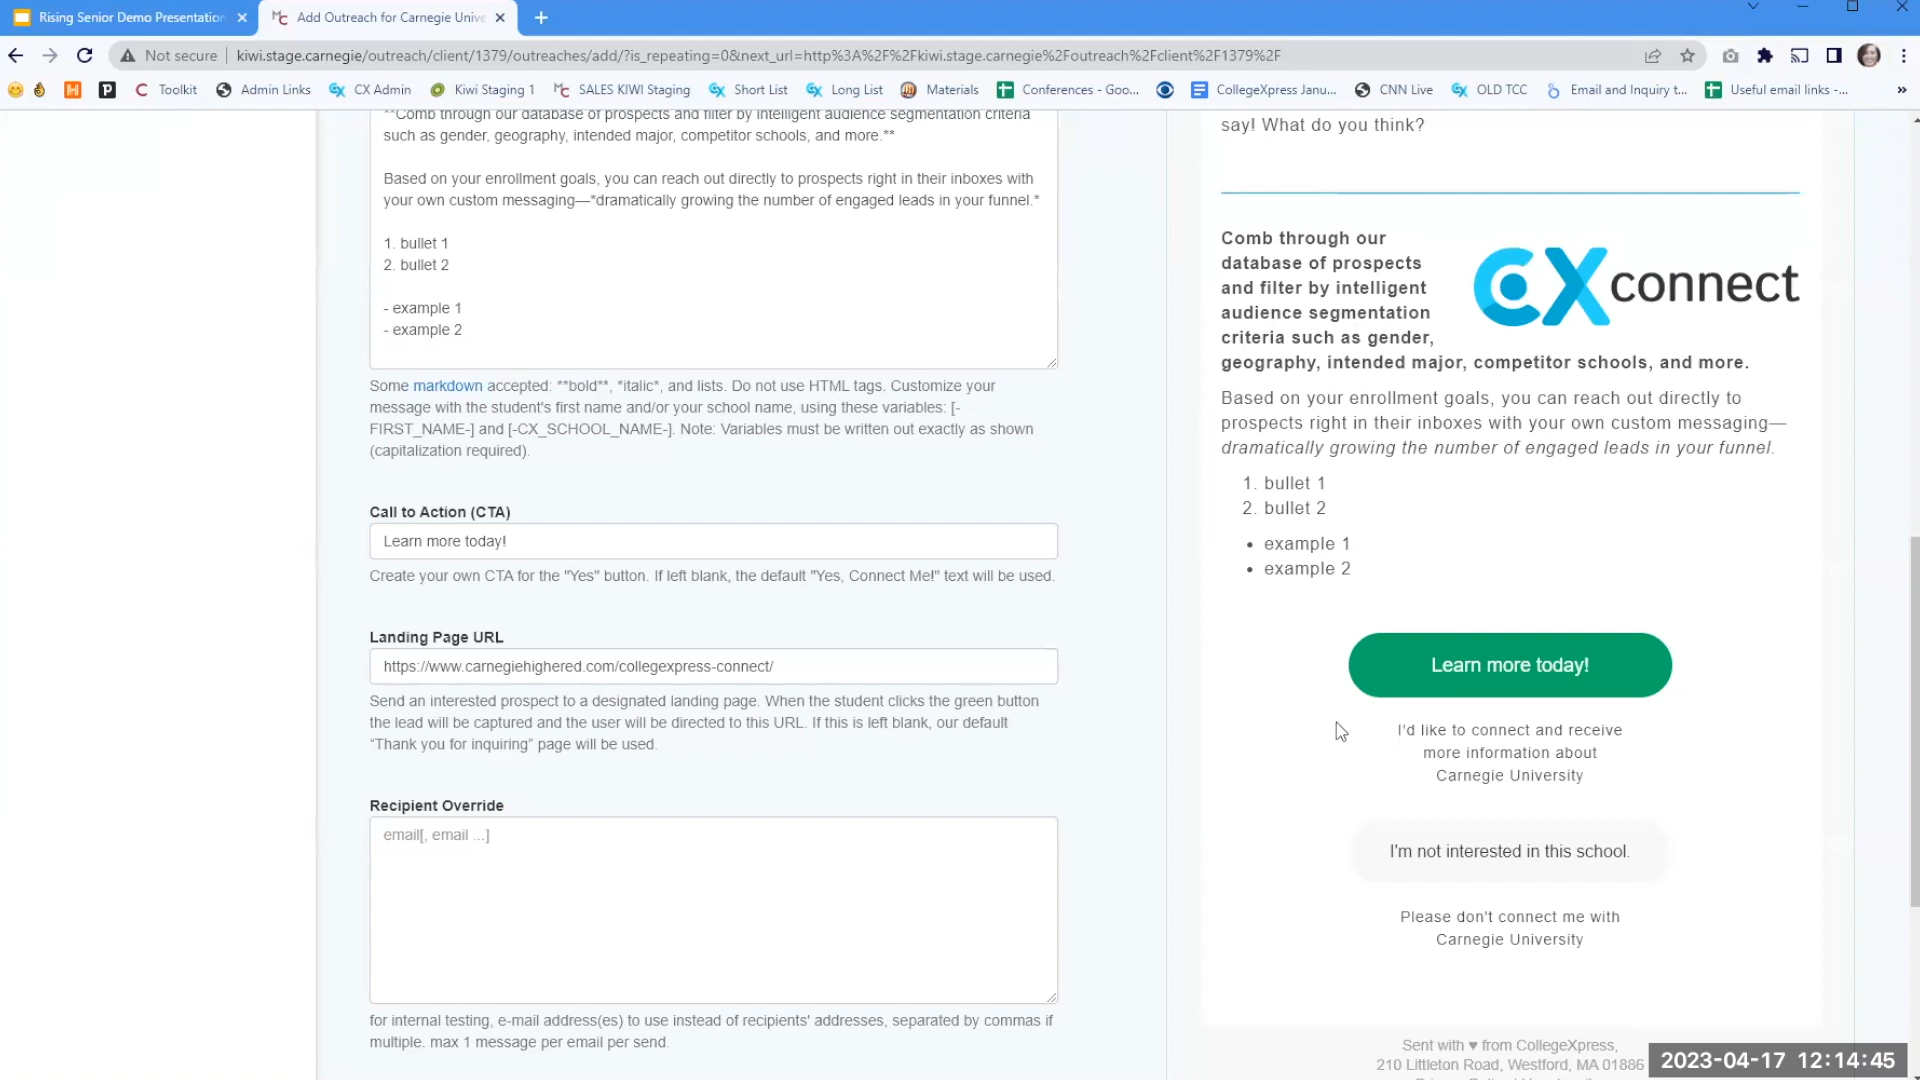 Rising Senior Demo Presentation
Add Outreach for Carnegie Unive
Not secure
kiwi.stage.carnegie/outreach/client/1379/outreaches/add/?is_repeating=0&next_url=http%3A%2F%2Fkiwi.stage.carnegie%2Foutreach%2Fclient%2F1379%2F
Toolkit
Admin Links
CX Admin
Kiwi Staging 1
SALES KIWI Staging
Short List
Long List
Materials
Conferences - Goo...
CollegeXpress Janu...
CNN Live
OLD TCC
Email and Inquiry t...
Useful email links -...
»
**Comb through our database of prospects and filter by intelligent audience segmentation criteria
such as gender, geography, intended major, competitor schools, and more.**
Based on your enrollment goals, you can reach out directly to prospects right in their inboxes with
your own custom messaging—*dramatically growing the number of engaged leads in your funnel.*
1. bullet 1
2. bullet 2
- example 1
- example 2
Some markdown accepted: **bold**, *italic*, and lists. Do not use HTML tags. Customize your
message with the student's first name and/or your school name, using these variables: [-
FIRST_NAME-] and [-CX_SCHOOL_NAME-]. Note: Variables must be written out exactly as shown
(capitalization required).
Call to Action (CTA)
Learn more today!
Create your own CTA for the "Yes" button. If left blank, the default "Yes, Connect Me!" text will be used.
Landing Page URL
https://www.carnegiehighered.com/collegexpress-connect/
Send an interested prospect to a designated landing page. When the student clicks the green button
the lead will be captured and the user will be directed to this URL. If this is left blank, our default
“Thank you for inquiring” page will be used.
Recipient Override
email[, email ...]
for internal testing, e-mail address(es) to use instead of recipients' addresses, separated by commas if
multiple. max 1 message per email per send.
say! What do you think?
Comb through our
database of prospects
and filter by intelligent
audience segmentation
criteria such as gender,
geography, intended major, competitor schools, and more.
CX connect
Based on your enrollment goals, you can reach out directly to
prospects right in their inboxes with your own custom messaging—
dramatically growing the number of engaged leads in your funnel.
1. bullet 1
2. bullet 2
• example 1
• example 2
Learn more today!
I'd like to connect and receive
more information about
Carnegie University
I'm not interested in this school.
Please don't connect me with
Carnegie University
Sent with ♥ from CollegeXpress,
210 Littleton Road, Westford, MA 01886
2023-04-17 12:14:45